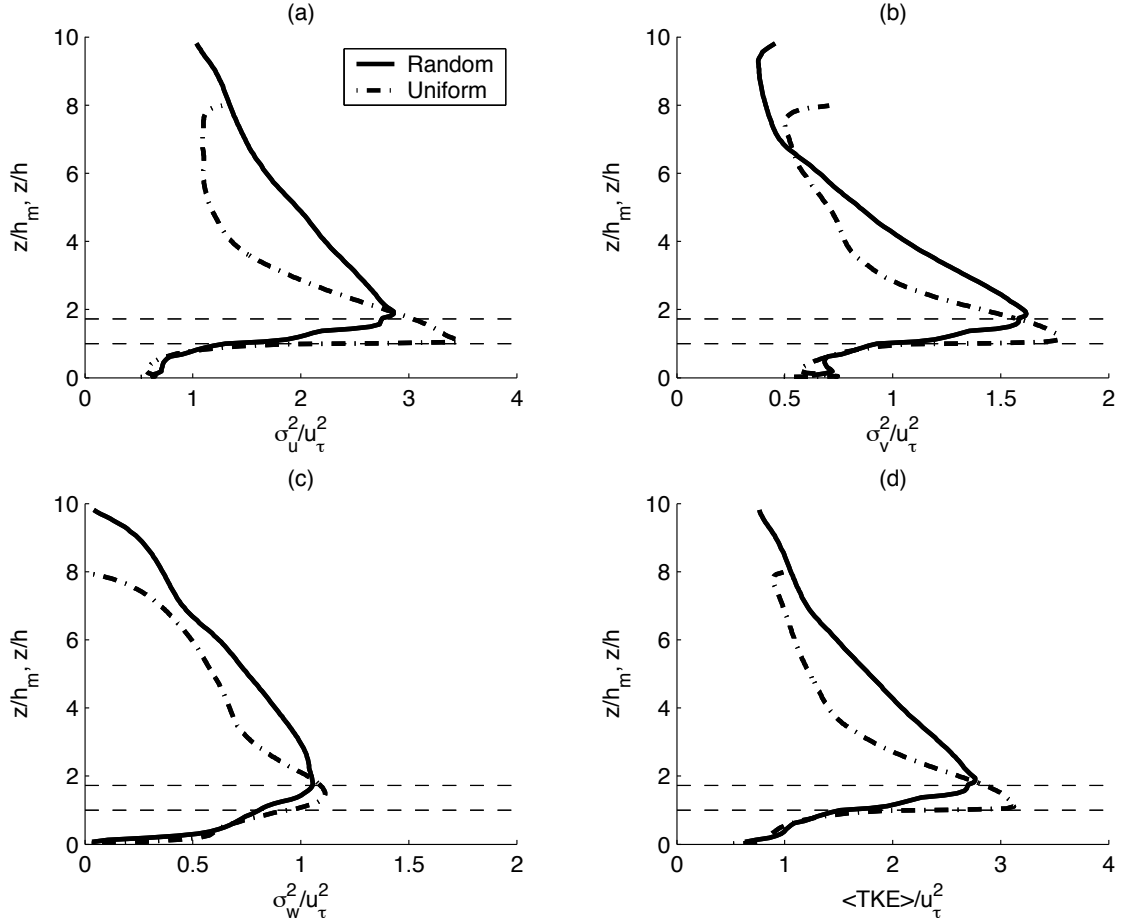 (a)
10
8
6
4
2
0
z/h_m, z/h
Random
Uniform
0 1 2 3 4
σ_u^2/u_τ^2
(b)
10
8
6
4
2
0
z/h_m, z/h
0 0.5 1 1.5 2
σ_v^2/u_τ^2
(c)
10
8
6
4
2
0
z/h_m, z/h
0 0.5 1 1.5 2
σ_w^2/u_τ^2
(d)
10
8
6
4
2
0
z/h_m, z/h
0 1 2 3 4
<TKE>/u_τ^2